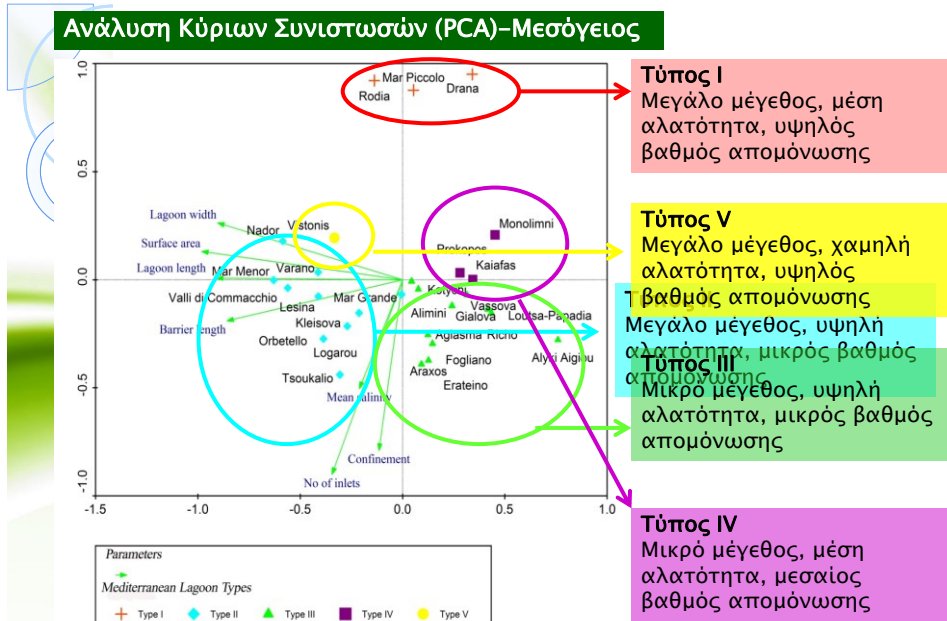 Ανάλυση Κύριων Συνιστωσών (PCA)–Μεσόγειος
1.0
0.5
0.0
-0.5
-1.0
-1.5
-1.0
-0.5
0.0
0.5
1.0
Mar Piccolo
Rodia
Drana
Lagoon width
Nador
Vistonis
Surface area
Lagoon length
Mar Menor
Varano
Valli di Commacchio
Lesina
Mar Grande
Barrier length
Kleisova
Orbetello
Logarou
Tsoukalio
Mean salinity
Confinement
No of inlets
Monolimni
Prokopos
Kaiafas
Kotychi
Alimini
Vassova
Gialova
Loutsa-Papadia
Agiasma
Richo
Fogliano
Alyki Aigiou
Araxos
Erateino
Τύπος I
Μεγάλο μέγεθος, μέση
αλατότητα, υψηλός
βαθμός απομόνωσης
Τύπος V
Μεγάλο μέγεθος, χαμηλή
αλατότητα, υψηλός
βαθμός απομόνωσης
Μεγάλο μέγεθος, υψηλή
αλατότητα, μικρός βαθμός
απομόνωσης
Τύπος III
Μικρό μέγεθος, υψηλή
αλατότητα, μικρός βαθμός
απομόνωσης
Τύπος IV
Μικρό μέγεθος, μέση
αλατότητα, μεσαίος
βαθμός απομόνωσης
Parameters
Mediterranean Lagoon Types
Type I
Type II
Type III
Type IV
Type V